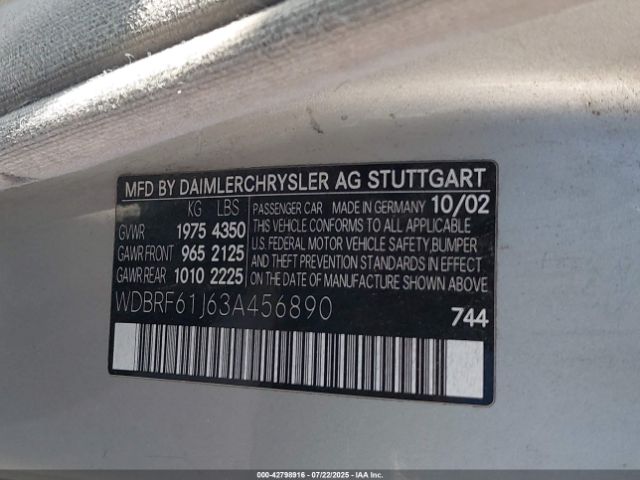 MFD BY DAIMLERCHRYSLER AG STUTTGART
KG LBS
GVWR 1975 4350
GAWR FRONT 965 2125
GAWR REAR 1010 2225
PASSENGER CAR MADE IN GERMANY 10/02
THIS VEHICLE CONFORMS TO ALL APPLICABLE
U.S. FEDERAL MOTOR VEHICLE SAFETY, BUMPER
AND THEFT PREVENTION STANDARDS IN EFFECT
ON THE DATE OF MANUFACTURE SHOWN ABOVE
WDBRF61J63A456890
744
000-42798916 - 07/22/2025 - IAAI.COM